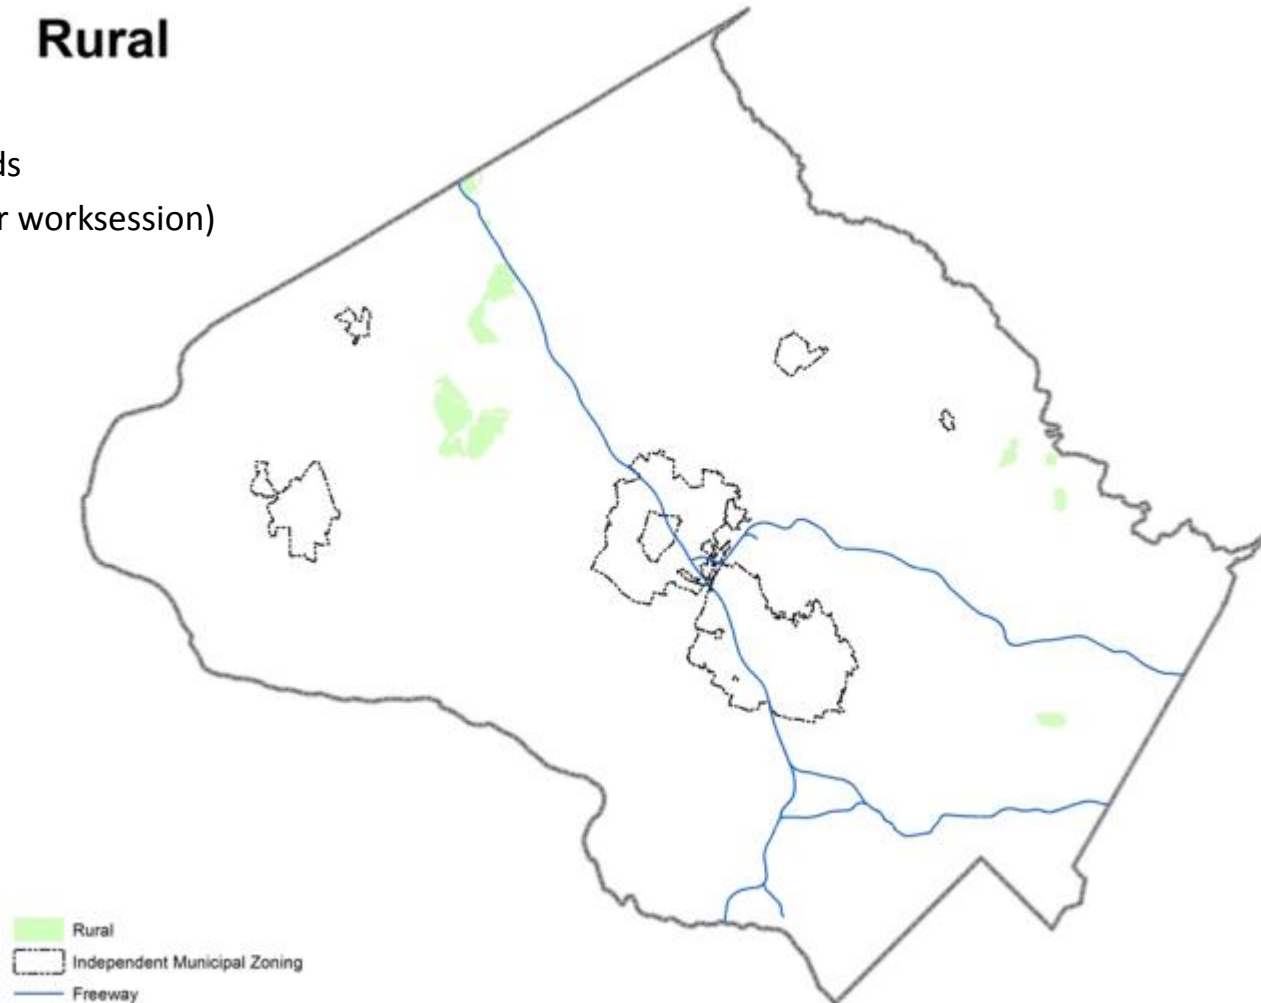 Rural
ds
r worksession)
Rural
Independent Municipal Zoning
Freeway